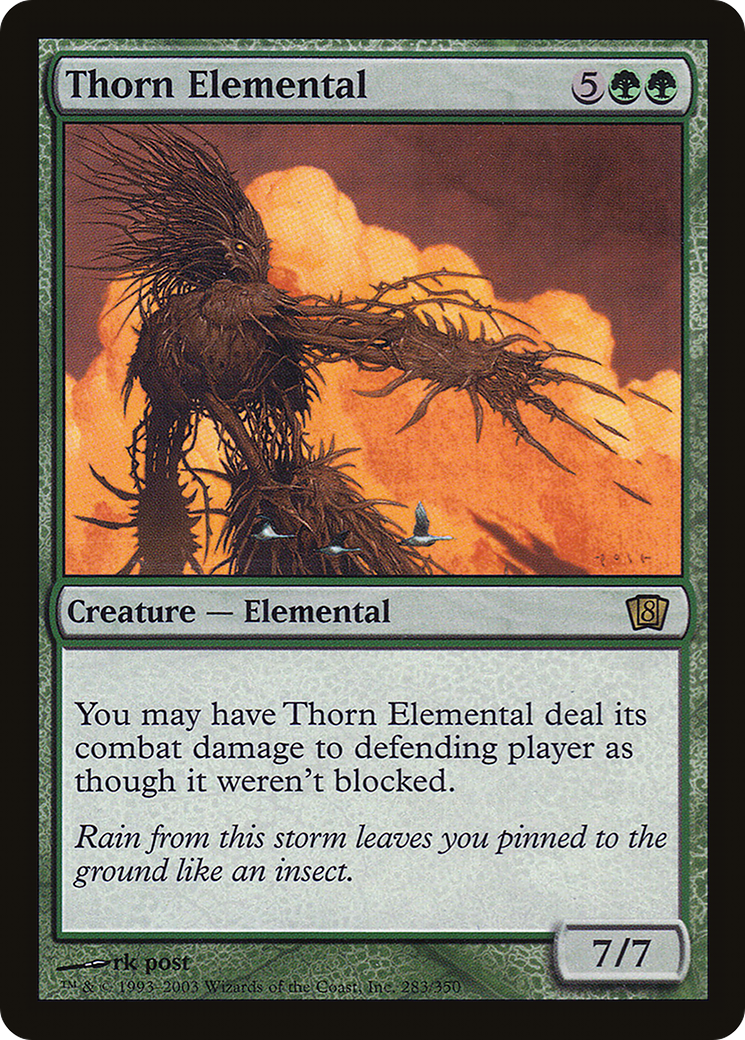 Thorn Elemental 5
Creature — Elemental 8
You may have Thorn Elemental deal its
combat damage to defending player as
though it weren't blocked.
Rain from this storm leaves you pinned to the
ground like an insect.
7/7
rk post
™ & © 1993–2003 Wizards of the Coast, Inc. 283/350